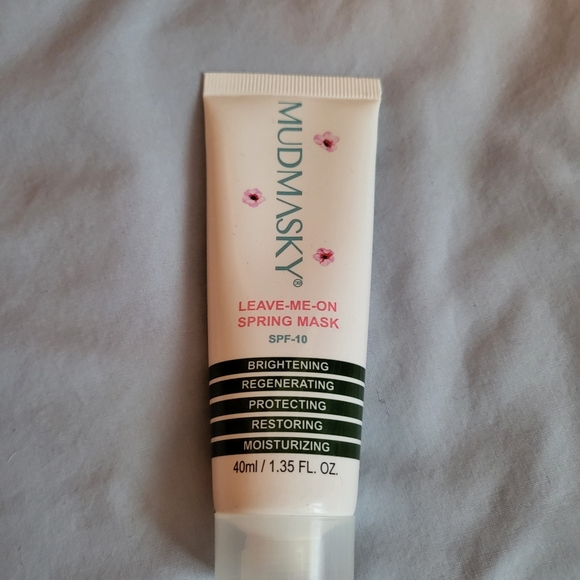 MUDMASKY®
LEAVE-ME-ON
SPRING MASK
SPF-10
BRIGHTENING
REGENERATING
PROTECTING
RESTORING
MOISTURIZING
40ml / 1.35 FL. OZ.